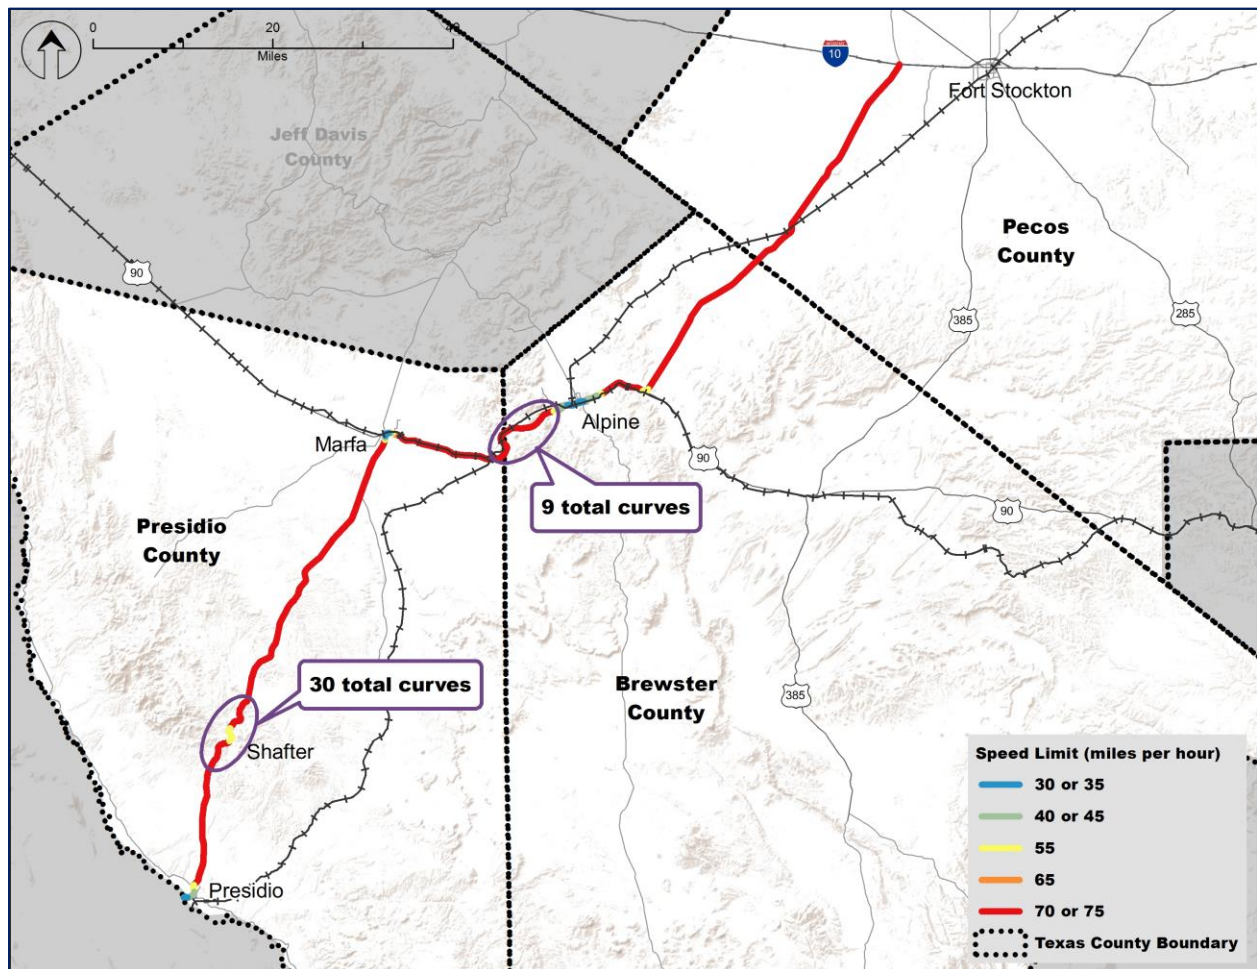 0 20 40
Miles
INTERSTATE
10
Fort Stockton
Jeff Davis
County
Pecos
County
90
385
285
Alpine
Marfa
90
9 total curves
90
Presidio
County
30 total curves
Brewster
County
385
Shafter
Presidio
Speed Limit (miles per hour)
30 or 35
40 or 45
55
65
70 or 75
Texas County Boundary